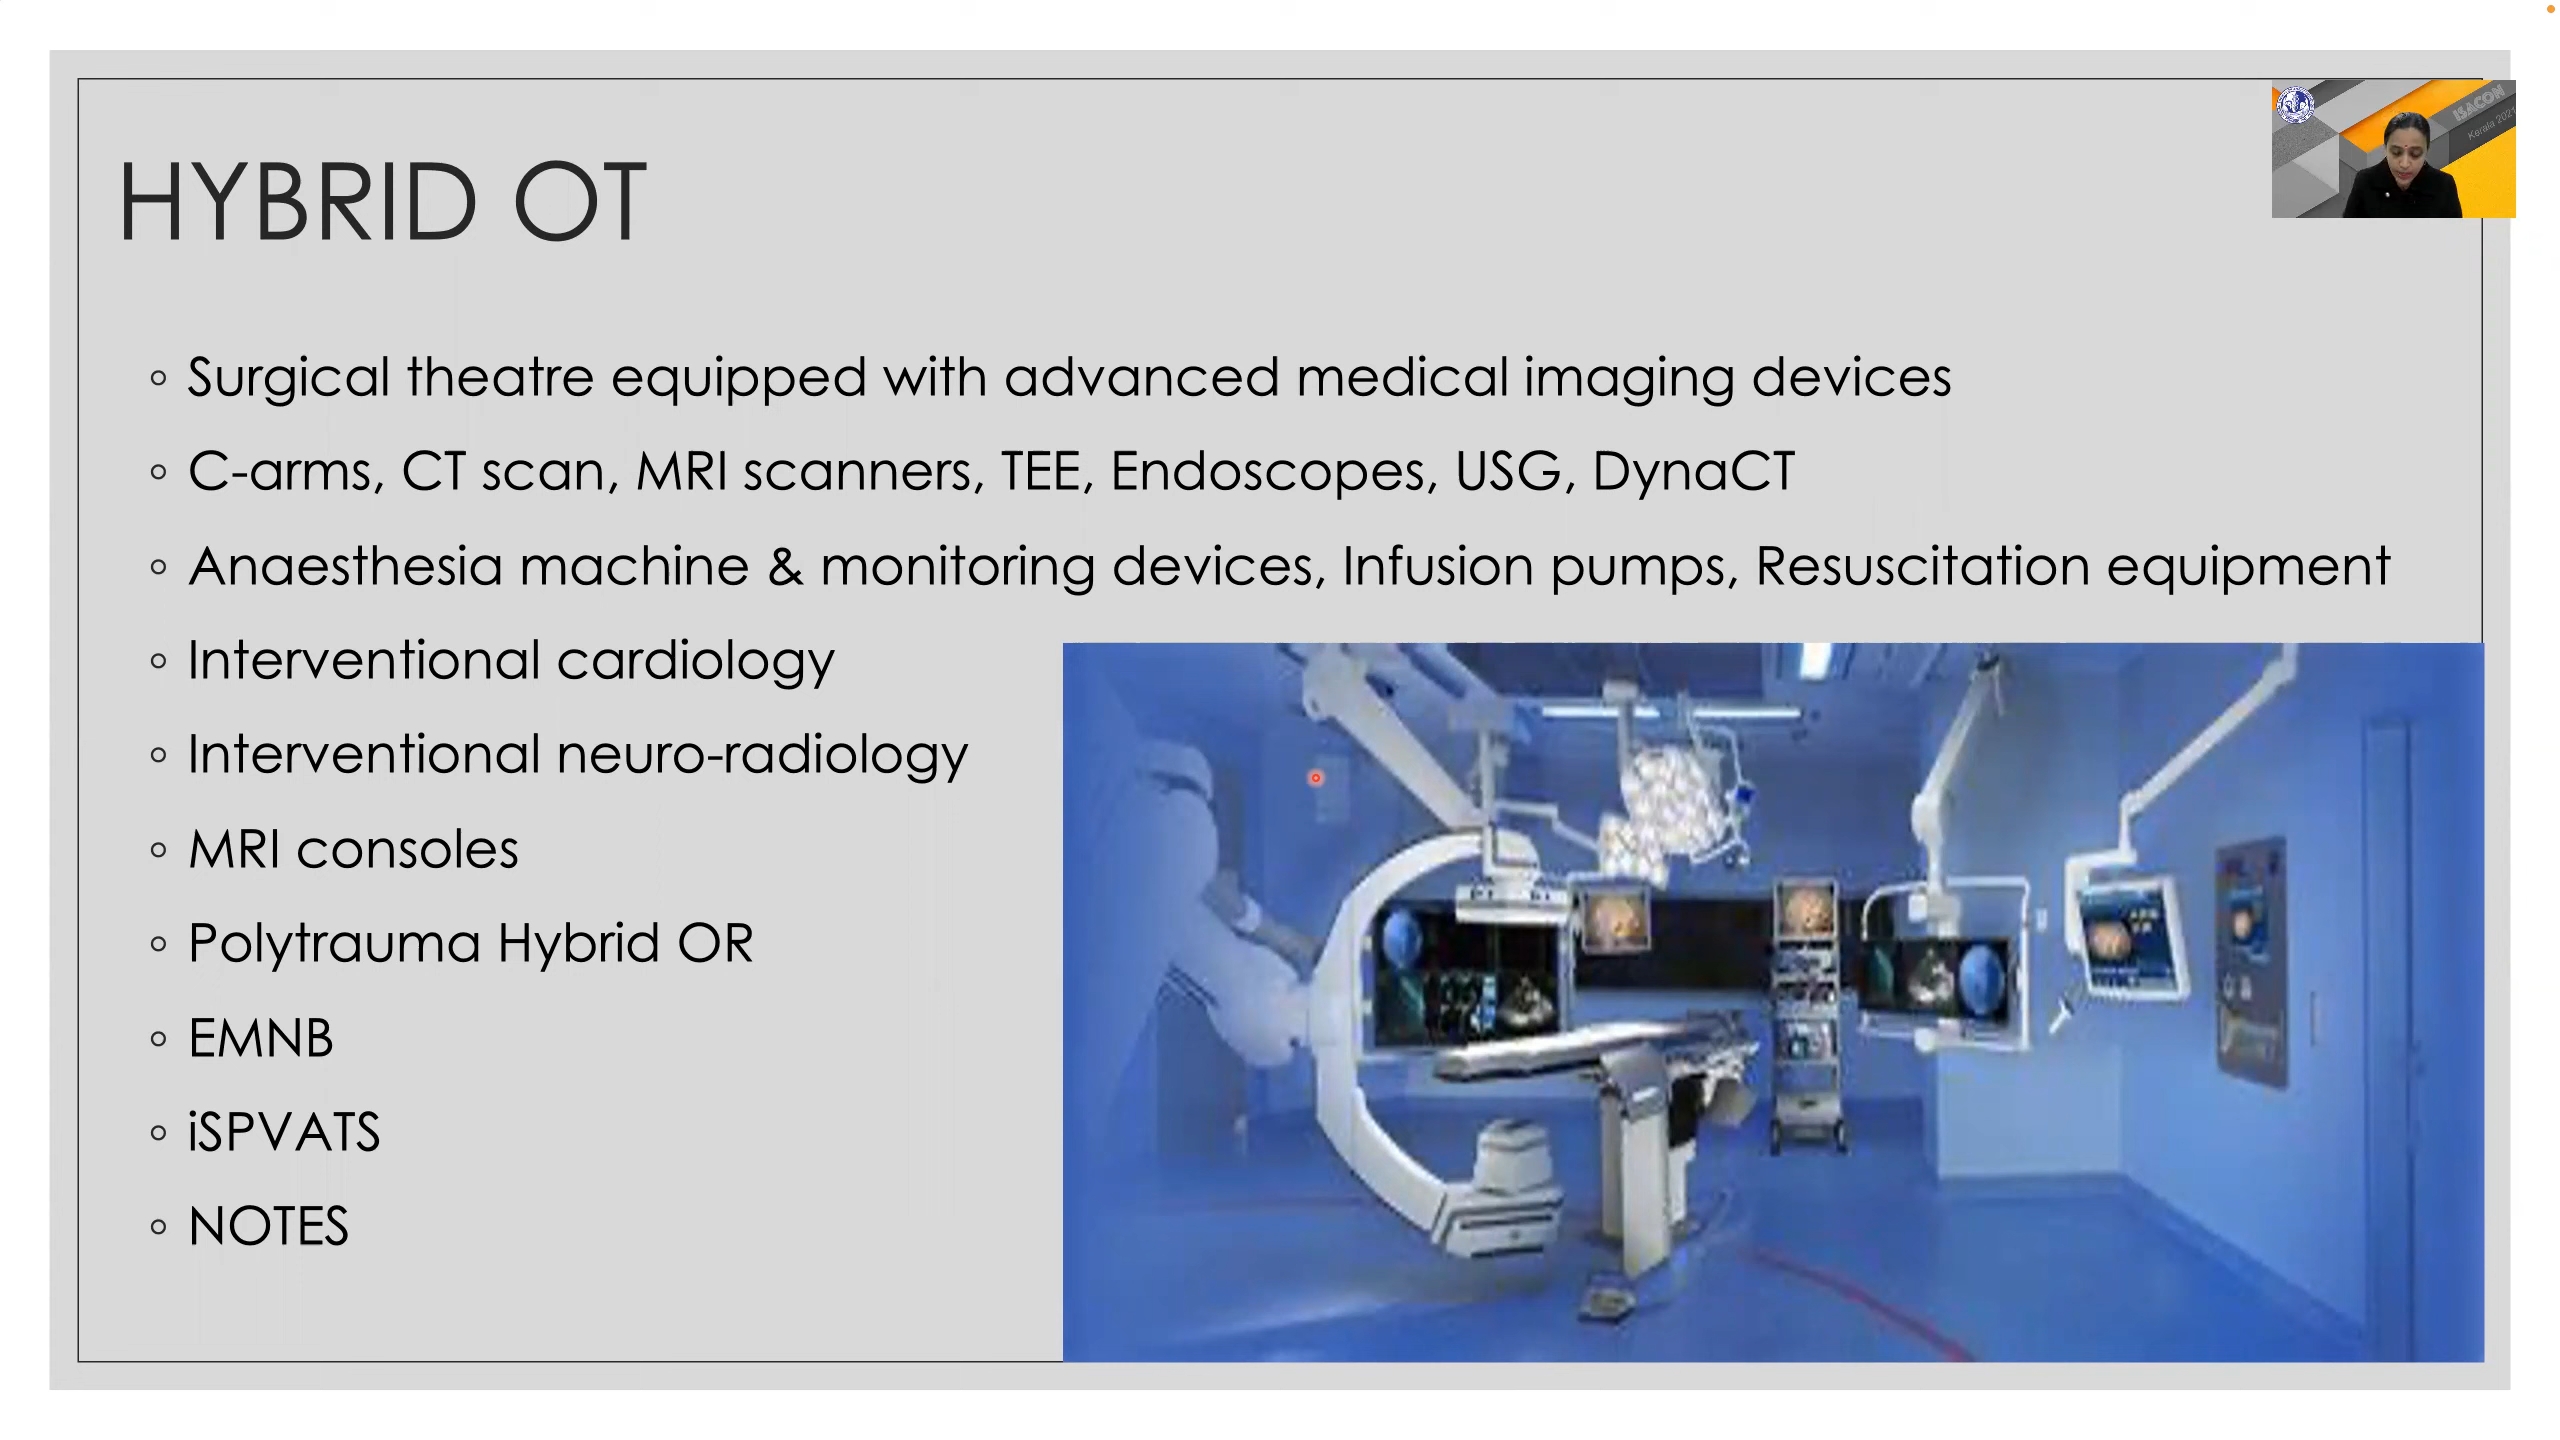 HYBRID OT
ISACON
Kerala 2021
Surgical theatre equipped with advanced medical imaging devices
C-arms, CT scan, MRI scanners, TEE, Endoscopes, USG, DynaCT
Anaesthesia machine & monitoring devices, Infusion pumps, Resuscitation equipment
Interventional cardiology
Interventional neuro-radiology
MRI consoles
Polytrauma Hybrid OR
EMNB
iSPVATS
NOTES